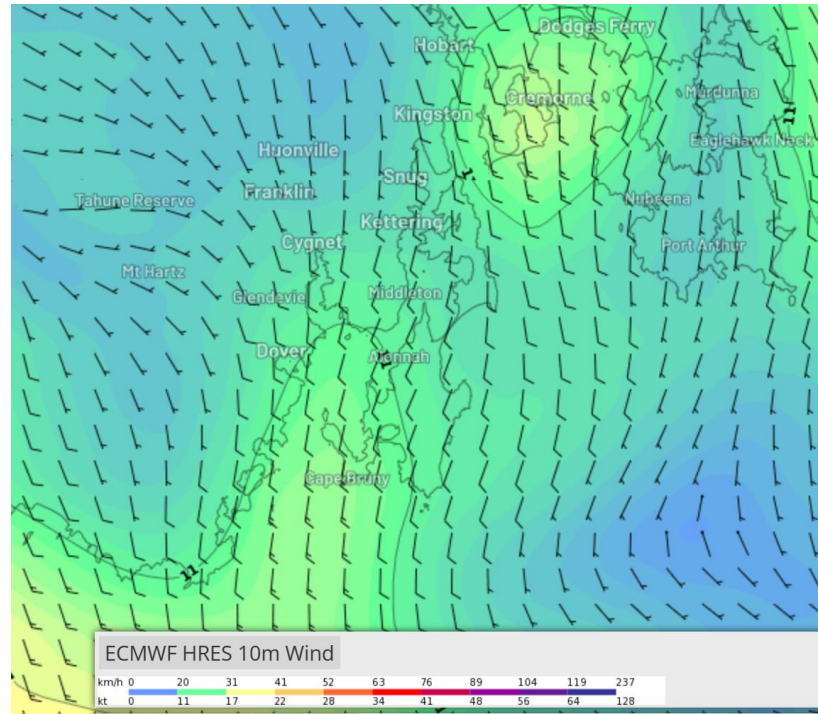 Dodges Ferry
Hobart
Murdunna
Cremorne
11
Kingston
Eaglehawk Neck
Huonville
Snug
Franklin
Tahune Reserve
Nubeena
Kettering
Cygnet
Port Arthur
Mt Hartz
Middleton
Glendevie
Dover
Alonnah
Cape Bruny
11
ECMWF HRES 10m Wind
km/h 0 20 31 41 52 63 76 89 104 119 237
kt 0 11 17 22 28 34 41 48 56 64 128